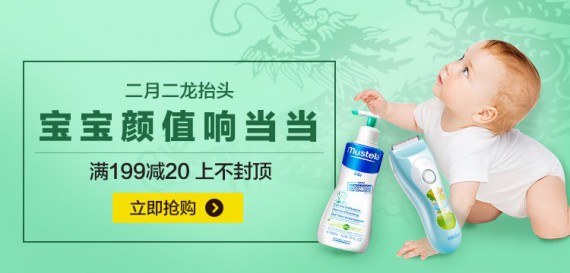 二月二龙抬头
宝宝颜值响当当
满199减20 上不封顶
立即抢购
mustela